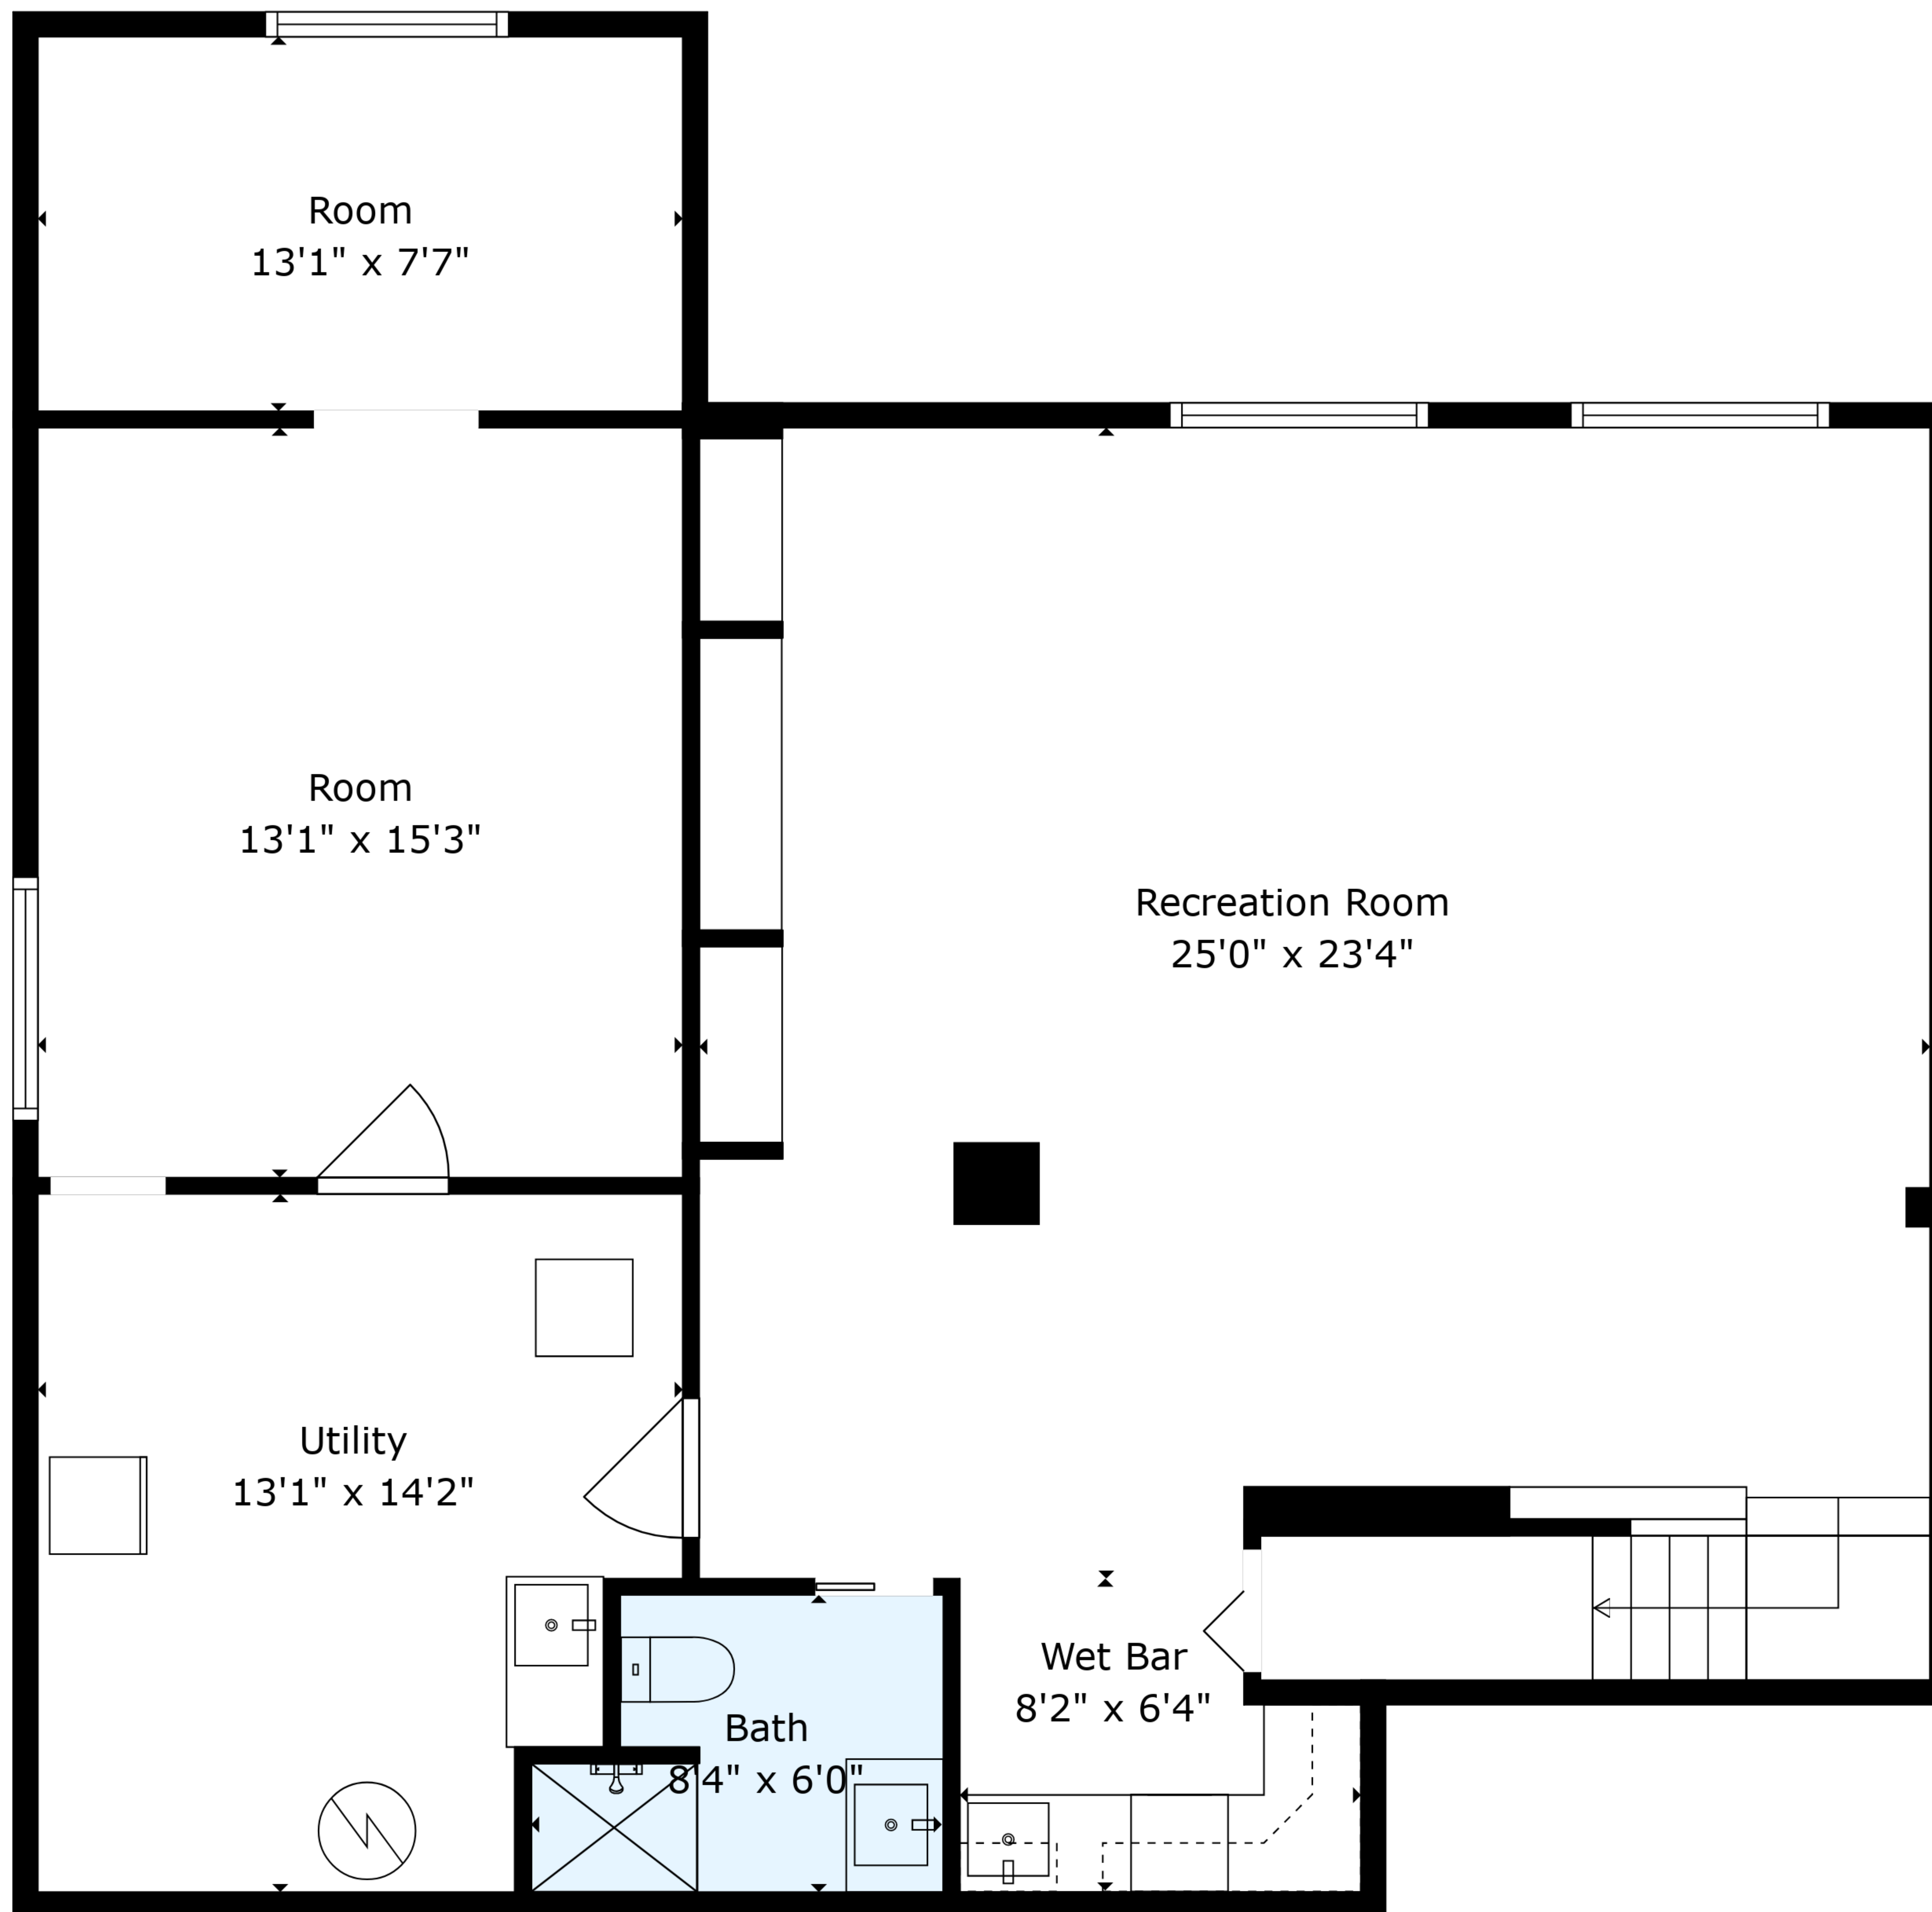 Room
13'1" x 7'7"
Room
13'1" x 15'3"
Recreation Room
25'0" x 23'4"
Utility
13'1" x 14'2"
Wet Bar
8'2" x 6'4"
Bath
8'4" x 6'0"